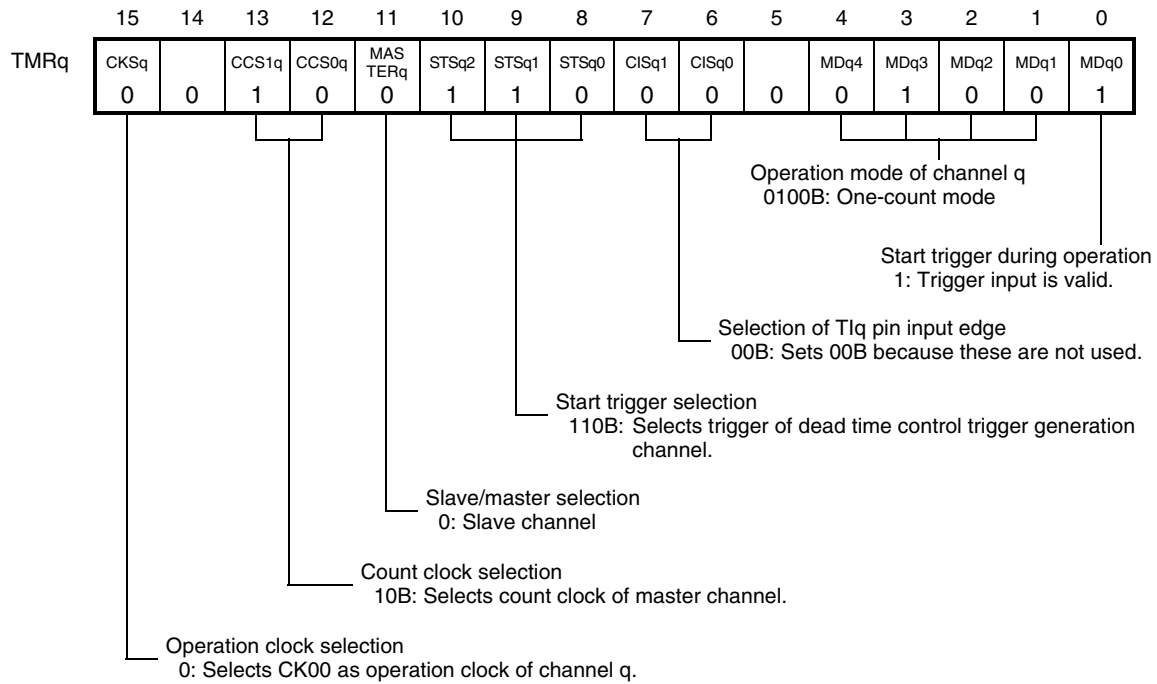 15 14 13 12 11 10 9 8 7 6 5 4 3 2 1 0
TMRq CKSq CCS1q CCS0q MAS TERq STSq2 STSq1 STSq0 CISq1 CISq0 MDq4 MDq3 MDq2 MDq1 MDq0
0 0 1 0 0 1 1 0 0 0 0 0 1 0 0 1
Operation mode of channel q
0100B: One-count mode
Start trigger during operation
1: Trigger input is valid.
Selection of TIq pin input edge
00B: Sets 00B because these are not used.
Start trigger selection
110B: Selects trigger of dead time control trigger generation
channel.
Slave/master selection
0: Slave channel
Count clock selection
10B: Selects count clock of master channel.
Operation clock selection
0: Selects CK00 as operation clock of channel q.